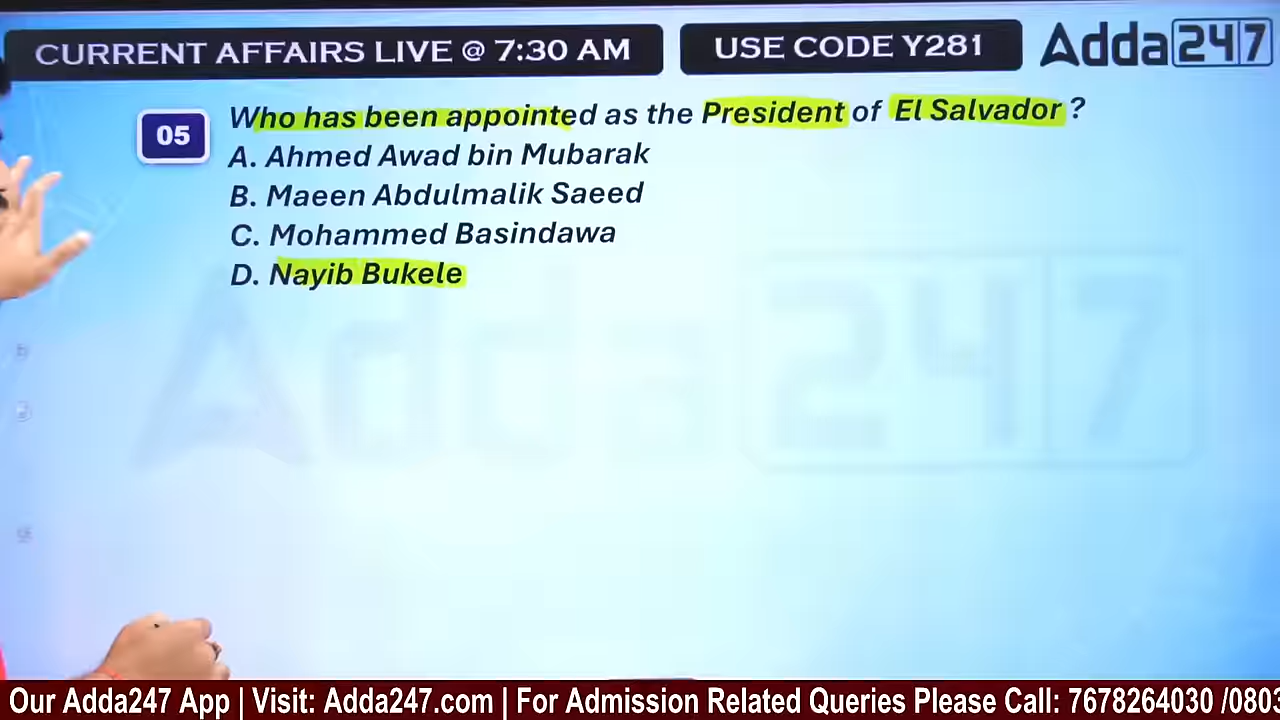 CURRENT AFFAIRS LIVE @ 7:30 AM
USE CODE Y281
Adda247
05
Who has been appointed as the President of El Salvador ?
A. Ahmed Awad bin Mubarak
B. Maeen Abdulmalik Saeed
C. Mohammed Basindawa
D. Nayib Bukele
Adda247
Our Adda247 App | Visit: Adda247.com | For Admission Related Queries Please Call: 7678264030 /0803